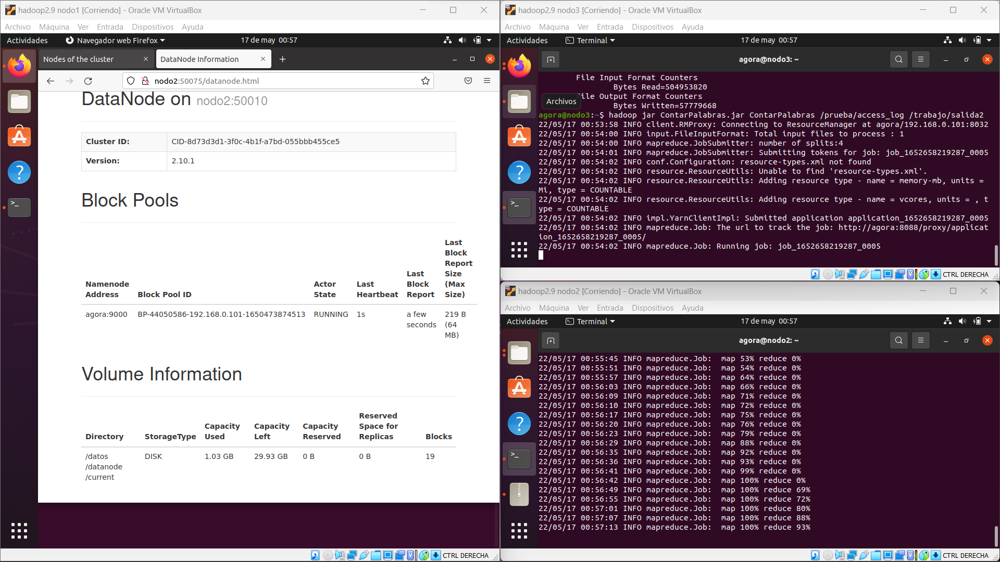 hadoop2.9 nodo1 [Corriendo] - Oracle VM VirtualBox
Archivo Máquina Ver Entrada Dispositivos Ayuda
Actividades Navegador web Firefox 17 de may 00:57
Nodes of the cluster
DataNode Information
nodo2:50075/datanode.html
DataNode on nodo2:50010
Cluster ID: CID-8d73d3d1-3f0c-4b1f-a7bd-055bbb455ce5
Version: 2.10.1
Block Pools
Namenode Address Block Pool ID Actor State Last Heartbeat Last Block Report Last Block Report Size (Max Size)
agora:9000 BP-44050586-192.168.0.101-1650473874513 RUNNING 1s a few seconds 219 B (64 MB)
Volume Information
Directory StorageType Capacity Used Capacity Left Capacity Reserved Reserved Space for Replicas Blocks
/datos/datanode/current DISK 1.03 GB 29.93 GB 0 B 0 B 19
CTRL DERECHA
hadoop2.9 nodo3 [Corriendo] - Oracle VM VirtualBox
Archivo Máquina Ver Entrada Dispositivos Ayuda
Actividades Terminal 17 de may 00:57
agora@nodo3: ~
File Input Format Counters
Bytes Read=504953820
Archivos
File Output Format Counters
Bytes Written=57779668
agora@nodo3:~$ hadoop jar ContarPalabras.jar ContarPalabras /prueba/access_log /trabajo/salida2
22/05/17 00:53:58 INFO client.RMProxy: Connecting to ResourceManager at agora/192.168.0.101:8032
22/05/17 00:54:00 INFO input.FileInputFormat: Total input files to process : 1
22/05/17 00:54:00 INFO mapreduce.JobSubmitter: number of splits:4
22/05/17 00:54:01 INFO mapreduce.JobSubmitter: Submitting tokens for job: job_1652658219287_0005
22/05/17 00:54:02 INFO conf.Configuration: resource-types.xml not found
22/05/17 00:54:02 INFO resource.ResourceUtils: Unable to find 'resource-types.xml'.
22/05/17 00:54:02 INFO resource.ResourceUtils: Adding resource type - name = memory-mb, units =
Mi, type = COUNTABLE
22/05/17 00:54:02 INFO resource.ResourceUtils: Adding resource type - name = vcores, units = , t
ype = COUNTABLE
22/05/17 00:54:02 INFO impl.YarnClientImpl: Submitted application application_1652658219287_0005
22/05/17 00:54:02 INFO mapreduce.Job: The url to track the job: http://agora:8088/proxy/applicat
ion_1652658219287_0005/
22/05/17 00:54:02 INFO mapreduce.Job: Running job: job_1652658219287_0005
CTRL DERECHA
hadoop2.9 nodo2 [Corriendo] - Oracle VM VirtualBox
Archivo Máquina Ver Entrada Dispositivos Ayuda
Actividades Terminal 17 de may 00:57
agora@nodo2: ~
22/05/17 00:55:45 INFO mapreduce.Job: map 53% reduce 0%
22/05/17 00:55:51 INFO mapreduce.Job: map 54% reduce 0%
22/05/17 00:55:57 INFO mapreduce.Job: map 64% reduce 0%
22/05/17 00:56:03 INFO mapreduce.Job: map 66% reduce 0%
22/05/17 00:56:09 INFO mapreduce.Job: map 71% reduce 0%
22/05/17 00:56:10 INFO mapreduce.Job: map 72% reduce 0%
22/05/17 00:56:17 INFO mapreduce.Job: map 75% reduce 0%
22/05/17 00:56:20 INFO mapreduce.Job: map 76% reduce 0%
22/05/17 00:56:23 INFO mapreduce.Job: map 79% reduce 0%
22/05/17 00:56:29 INFO mapreduce.Job: map 88% reduce 0%
22/05/17 00:56:35 INFO mapreduce.Job: map 92% reduce 0%
22/05/17 00:56:36 INFO mapreduce.Job: map 93% reduce 0%
22/05/17 00:56:41 INFO mapreduce.Job: map 99% reduce 0%
22/05/17 00:56:42 INFO mapreduce.Job: map 100% reduce 0%
22/05/17 00:56:49 INFO mapreduce.Job: map 100% reduce 69%
22/05/17 00:56:55 INFO mapreduce.Job: map 100% reduce 72%
22/05/17 00:57:01 INFO mapreduce.Job: map 100% reduce 80%
22/05/17 00:57:07 INFO mapreduce.Job: map 100% reduce 88%
22/05/17 00:57:13 INFO mapreduce.Job: map 100% reduce 93%
CTRL DERECHA